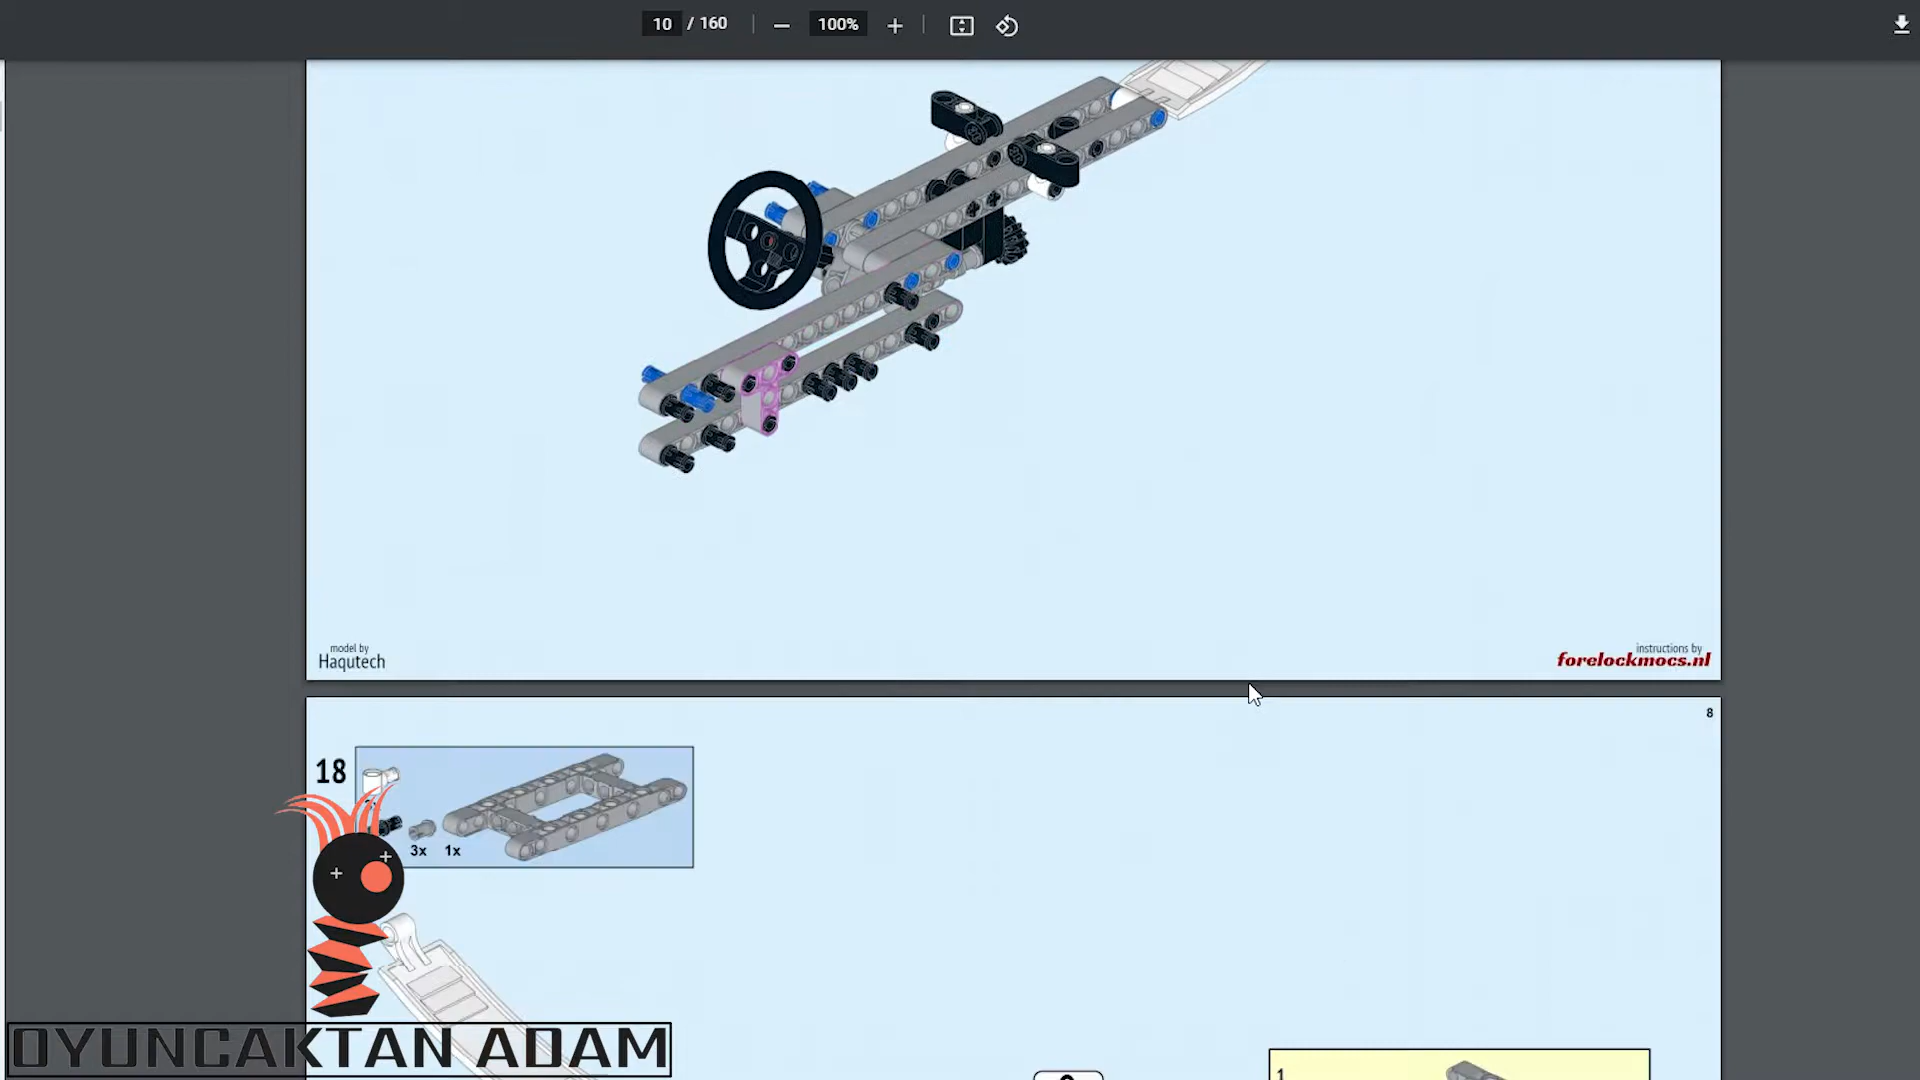 10 / 160
100%
model by
Haqutech
instructions by
forelockmocs.nl
8
18
3x 1x
OYUNCAKTAN ADAM
1